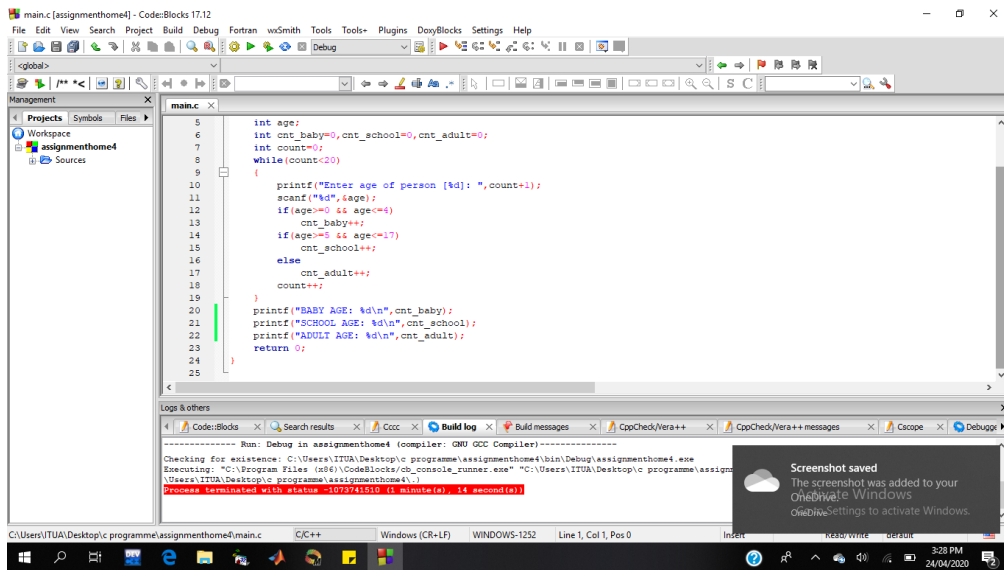 main.c [assignmenthome4] - Code::Blocks 17.12
File Edit View Search Project Build Debug Fortran wxSmith Tools Tools+ Plugins DoxyBlocks Settings Help
Debug
<global>
/** *<
S C
Management
main.c
Projects Symbols Files
Workspace
assignmenthome4
Sources
5 int age;
6 int cnt_baby=0,cnt_school=0,cnt_adult=0;
7 int count=0;
8 while(count<20)
9 {
10 printf("Enter age of person [%d]: ",count+1);
11 scanf("%d",&age);
12 if(age>=0 && age<=4)
13 cnt_baby++;
14 if(age>=5 && age<=17)
15 cnt_school++;
16 else
17 cnt_adult++;
18 count++;
19 }
20 printf("BABY AGE: %d\n",cnt_baby);
21 printf("SCHOOL AGE: %d\n",cnt_school);
22 printf("ADULT AGE: %d\n",cnt_adult);
23 return 0;
24 }
25
Logs & others
Code::Blocks Search results Cccc Build log Build messages CppCheck/Vera++ CppCheck/Vera++ messages Cscope Debugge
-------------- Run: Debug in assignmenthome4 (compiler: GNU GCC Compiler)---------------
Checking for existence: C:\Users\ITUA\Desktop\c programme\assignmenthome4\bin\Debug\assignmenthome4.exe
Executing: "C:\Program Files (x86)\CodeBlocks/cb_console_runner.exe" "C:\Users\ITUA\Desktop\c programme\assignm
\Users\ITUA\Desktop\c programme\assignmenthome4\.)
Process terminated with status -1073741510 (1 minute(s), 14 second(s))
Screenshot saved
The screenshot was added to your
OneDrive.
OneDrive
Activate Windows
Go to Settings to activate Windows.
C:\Users\ITUA\Desktop\c programme\assignmenthome4\main.c C/C++ Windows (CR+LF) WINDOWS-1252 Line 1, Col 1, Pos 0 Insert Read/Write default
DEV
3:28 PM
24/04/2020
2